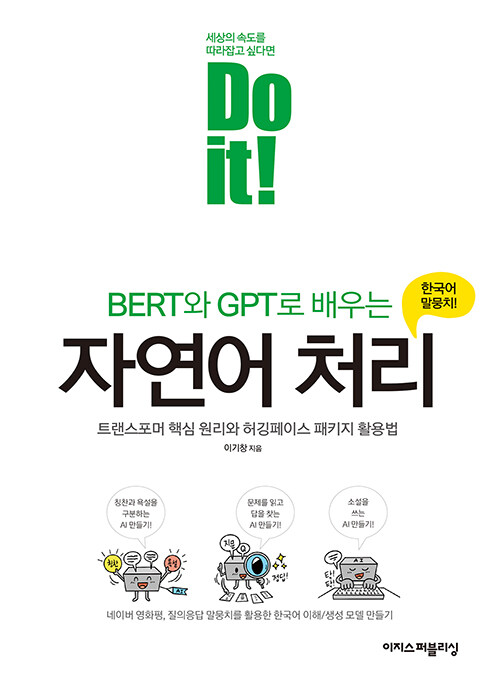 세상의 속도를
따라잡고 싶다면
Do
it!
BERT와 GPT로 배우는
한국어
말뭉치!
자연어 처리
트랜스포머 핵심 원리와 허깅페이스 패키지 활용법
이기창 지음
칭찬과 욕설을
구분하는
AI 만들기!
문제를 읽고
답을 찾는
AI 만들기!
소설을
쓰는
AI 만들기!
칭찬
욕설
AI
지문
정답!
AI
타닥!
네이버 영화평, 질의응답 말뭉치를 활용한 한국어 이해/생성 모델 만들기
이지스퍼블리싱